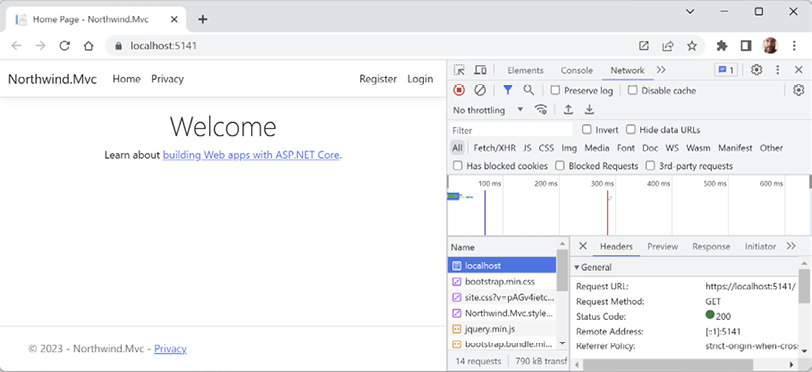 Home Page - Northwind.Mvc
localhost:5141
Northwind.Mvc Home Privacy Register Login
Welcome
Learn about building Web apps with ASP.NET Core.
© 2023 - Northwind.Mvc - Privacy
Elements Console Network 1
Preserve log Disable cache
No throttling
Filter Invert Hide data URLs
All Fetch/XHR JS CSS Img Media Font Doc WS Wasm Manifest Other
Has blocked cookies Blocked Requests 3rd-party requests
100 ms 200 ms 300 ms 400 ms 500 ms 600 ms
Name
localhost
bootstrap.min.css
site.css?v=pAGv4ietc...
Northwind.Mvc.style...
jquery.min.js
bootstrap.bundle.mi...
14 requests 790 kB transf
Headers Preview Response Initiator
General
Request URL: https://localhost:5141/
Request Method: GET
Status Code: 200
Remote Address: [::1]:5141
Referrer Policy: strict-origin-when-cross